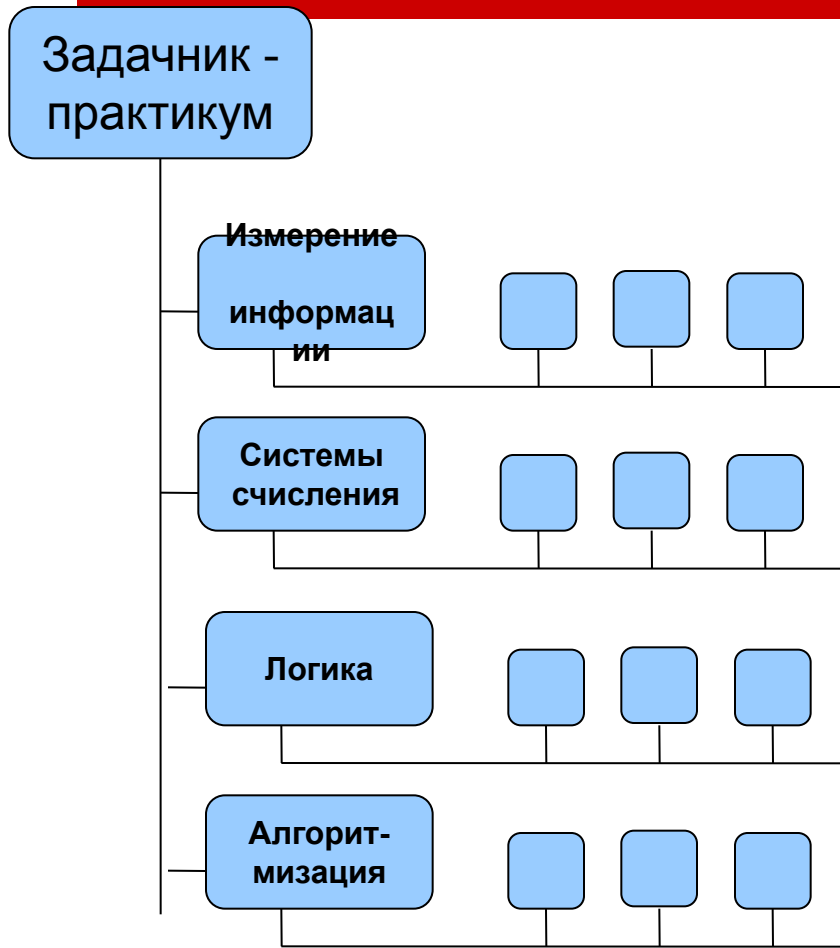 Задачник -
практикум
Измерение
информац
ии
Системы
счисления
Логика
Алгорит-
мизация